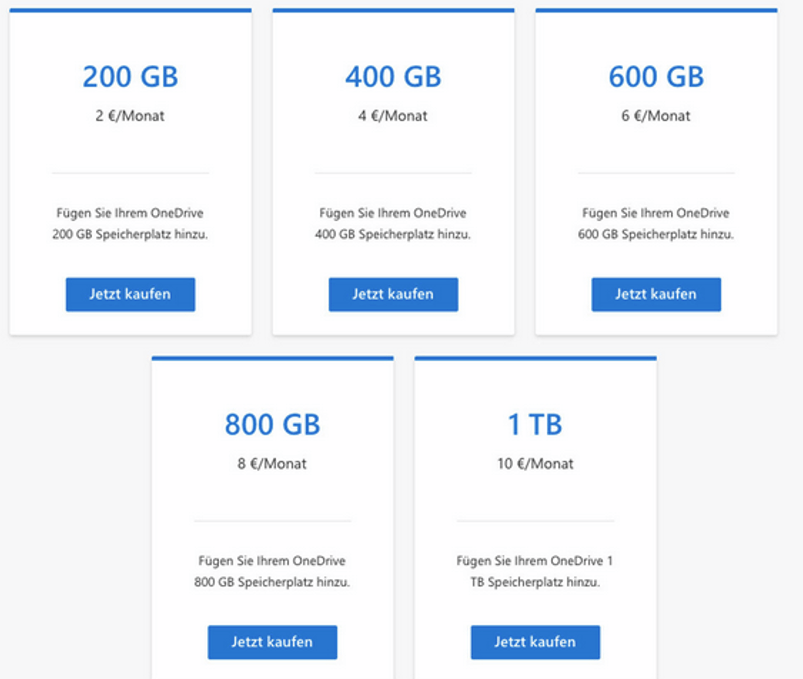 200 GB
2 €/Monat
Fügen Sie Ihrem OneDrive
200 GB Speicherplatz hinzu.
Jetzt kaufen
400 GB
4 €/Monat
Fügen Sie Ihrem OneDrive
400 GB Speicherplatz hinzu.
Jetzt kaufen
600 GB
6 €/Monat
Fügen Sie Ihrem OneDrive
600 GB Speicherplatz hinzu.
Jetzt kaufen
800 GB
8 €/Monat
Fügen Sie Ihrem OneDrive
800 GB Speicherplatz hinzu.
Jetzt kaufen
1 TB
10 €/Monat
Fügen Sie Ihrem OneDrive 1
TB Speicherplatz hinzu.
Jetzt kaufen